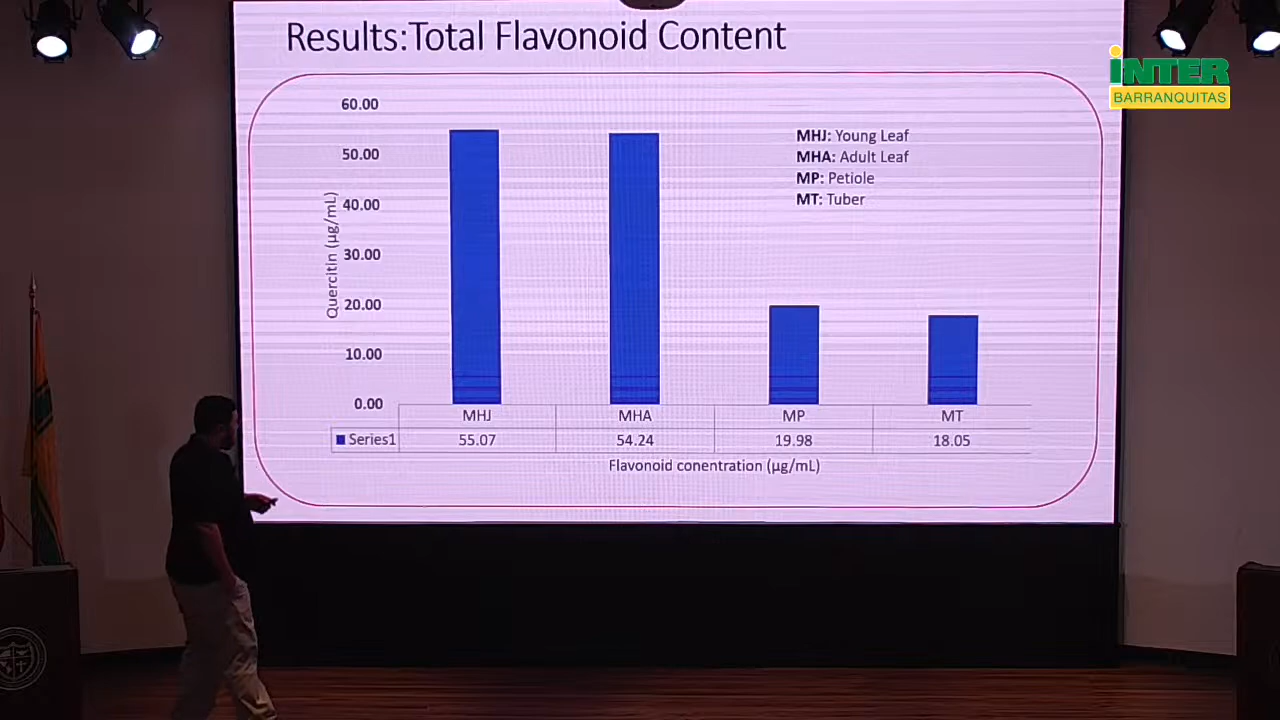 Results:Total Flavonoid Content
iNTER
BARRANQUITAS
60.00
50.00
40.00
30.00
20.00
10.00
0.00
Quercitin (µg/mL)
MHJ: Young Leaf
MHA: Adult Leaf
MP: Petiole
MT: Tuber
MHJ MHA MP MT
Series1 55.07 54.24 19.98 18.05
Flavonoid conentration (µg/mL)